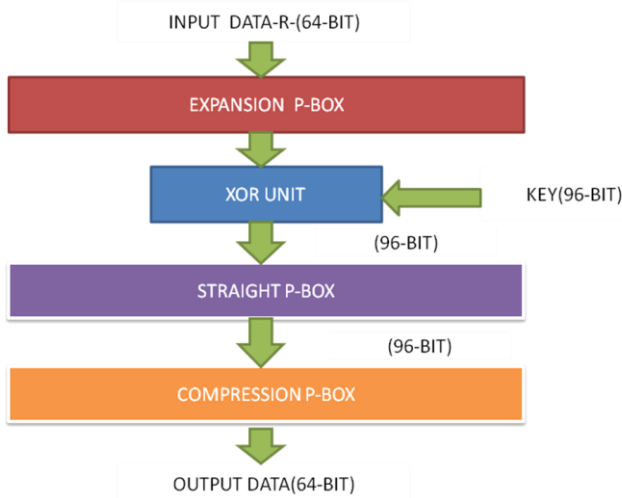 INPUT DATA-R-(64-BIT)
EXPANSION P-BOX
XOR UNIT
KEY(96-BIT)
(96-BIT)
STRAIGHT P-BOX
(96-BIT)
COMPRESSION P-BOX
OUTPUT DATA(64-BIT)